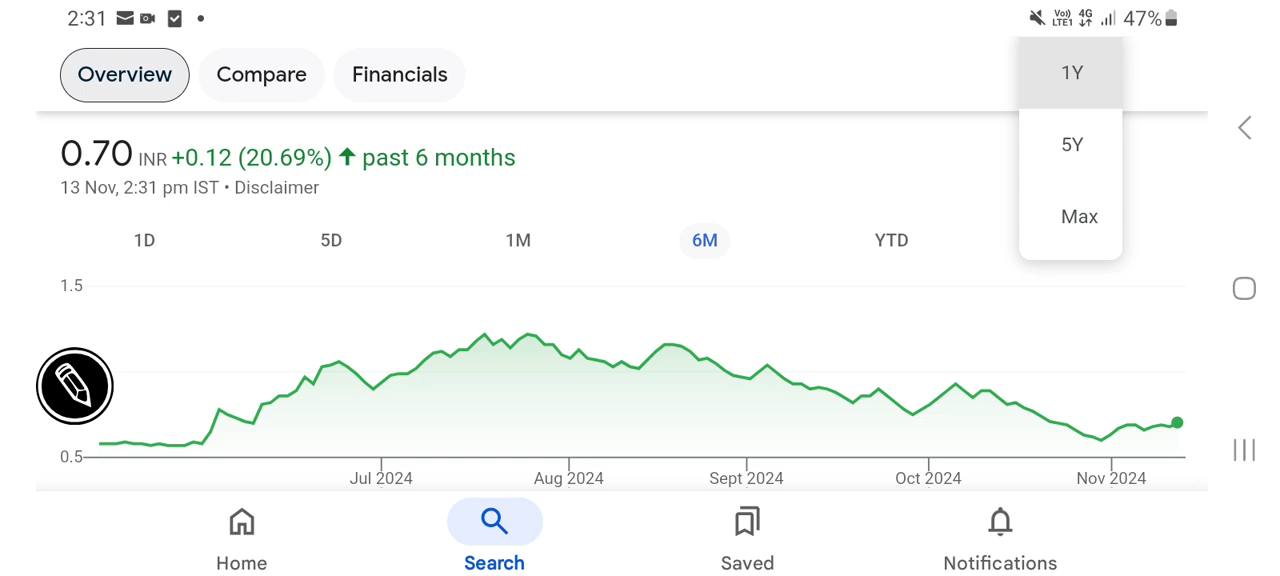 2:31 Vo)) 4G LTE1 47%
Overview Compare Financials
1Y
5Y
Max
0.70 INR +0.12 (20.69%) ↑ past 6 months
13 Nov, 2:31 pm IST • Disclaimer
1D 5D 1M 6M YTD
1.5
0.5
Jul 2024 Aug 2024 Sept 2024 Oct 2024 Nov 2024
Home Search Saved Notifications